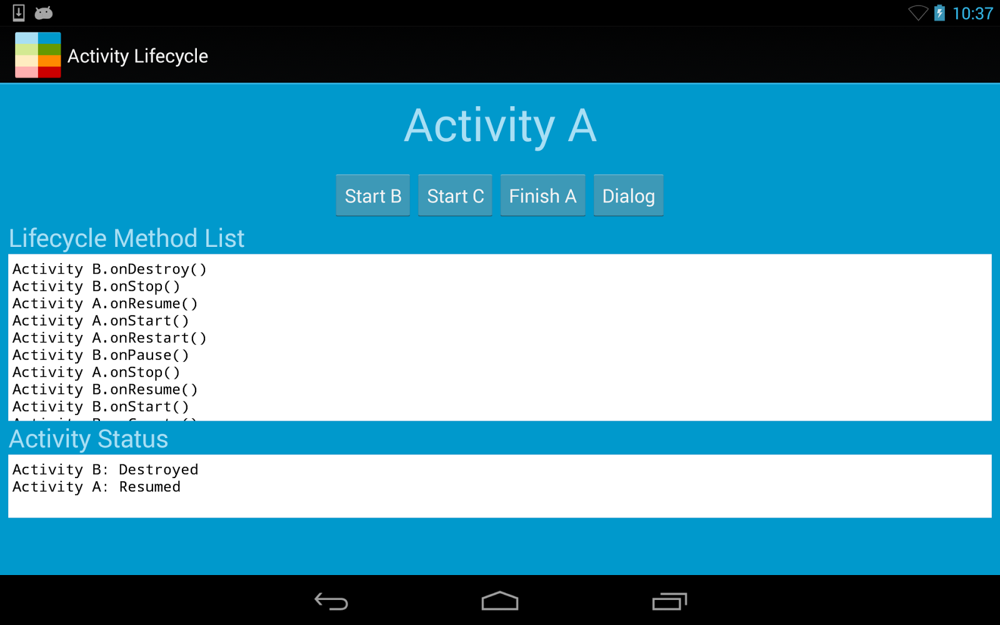 10:37
Activity Lifecycle
Activity A
Start B Start C Finish A Dialog
Lifecycle Method List
Activity B.onDestroy()
Activity B.onStop()
Activity A.onResume()
Activity A.onStart()
Activity A.onRestart()
Activity B.onPause()
Activity A.onStop()
Activity B.onResume()
Activity B.onStart()
Activity Status
Activity B: Destroyed
Activity A: Resumed